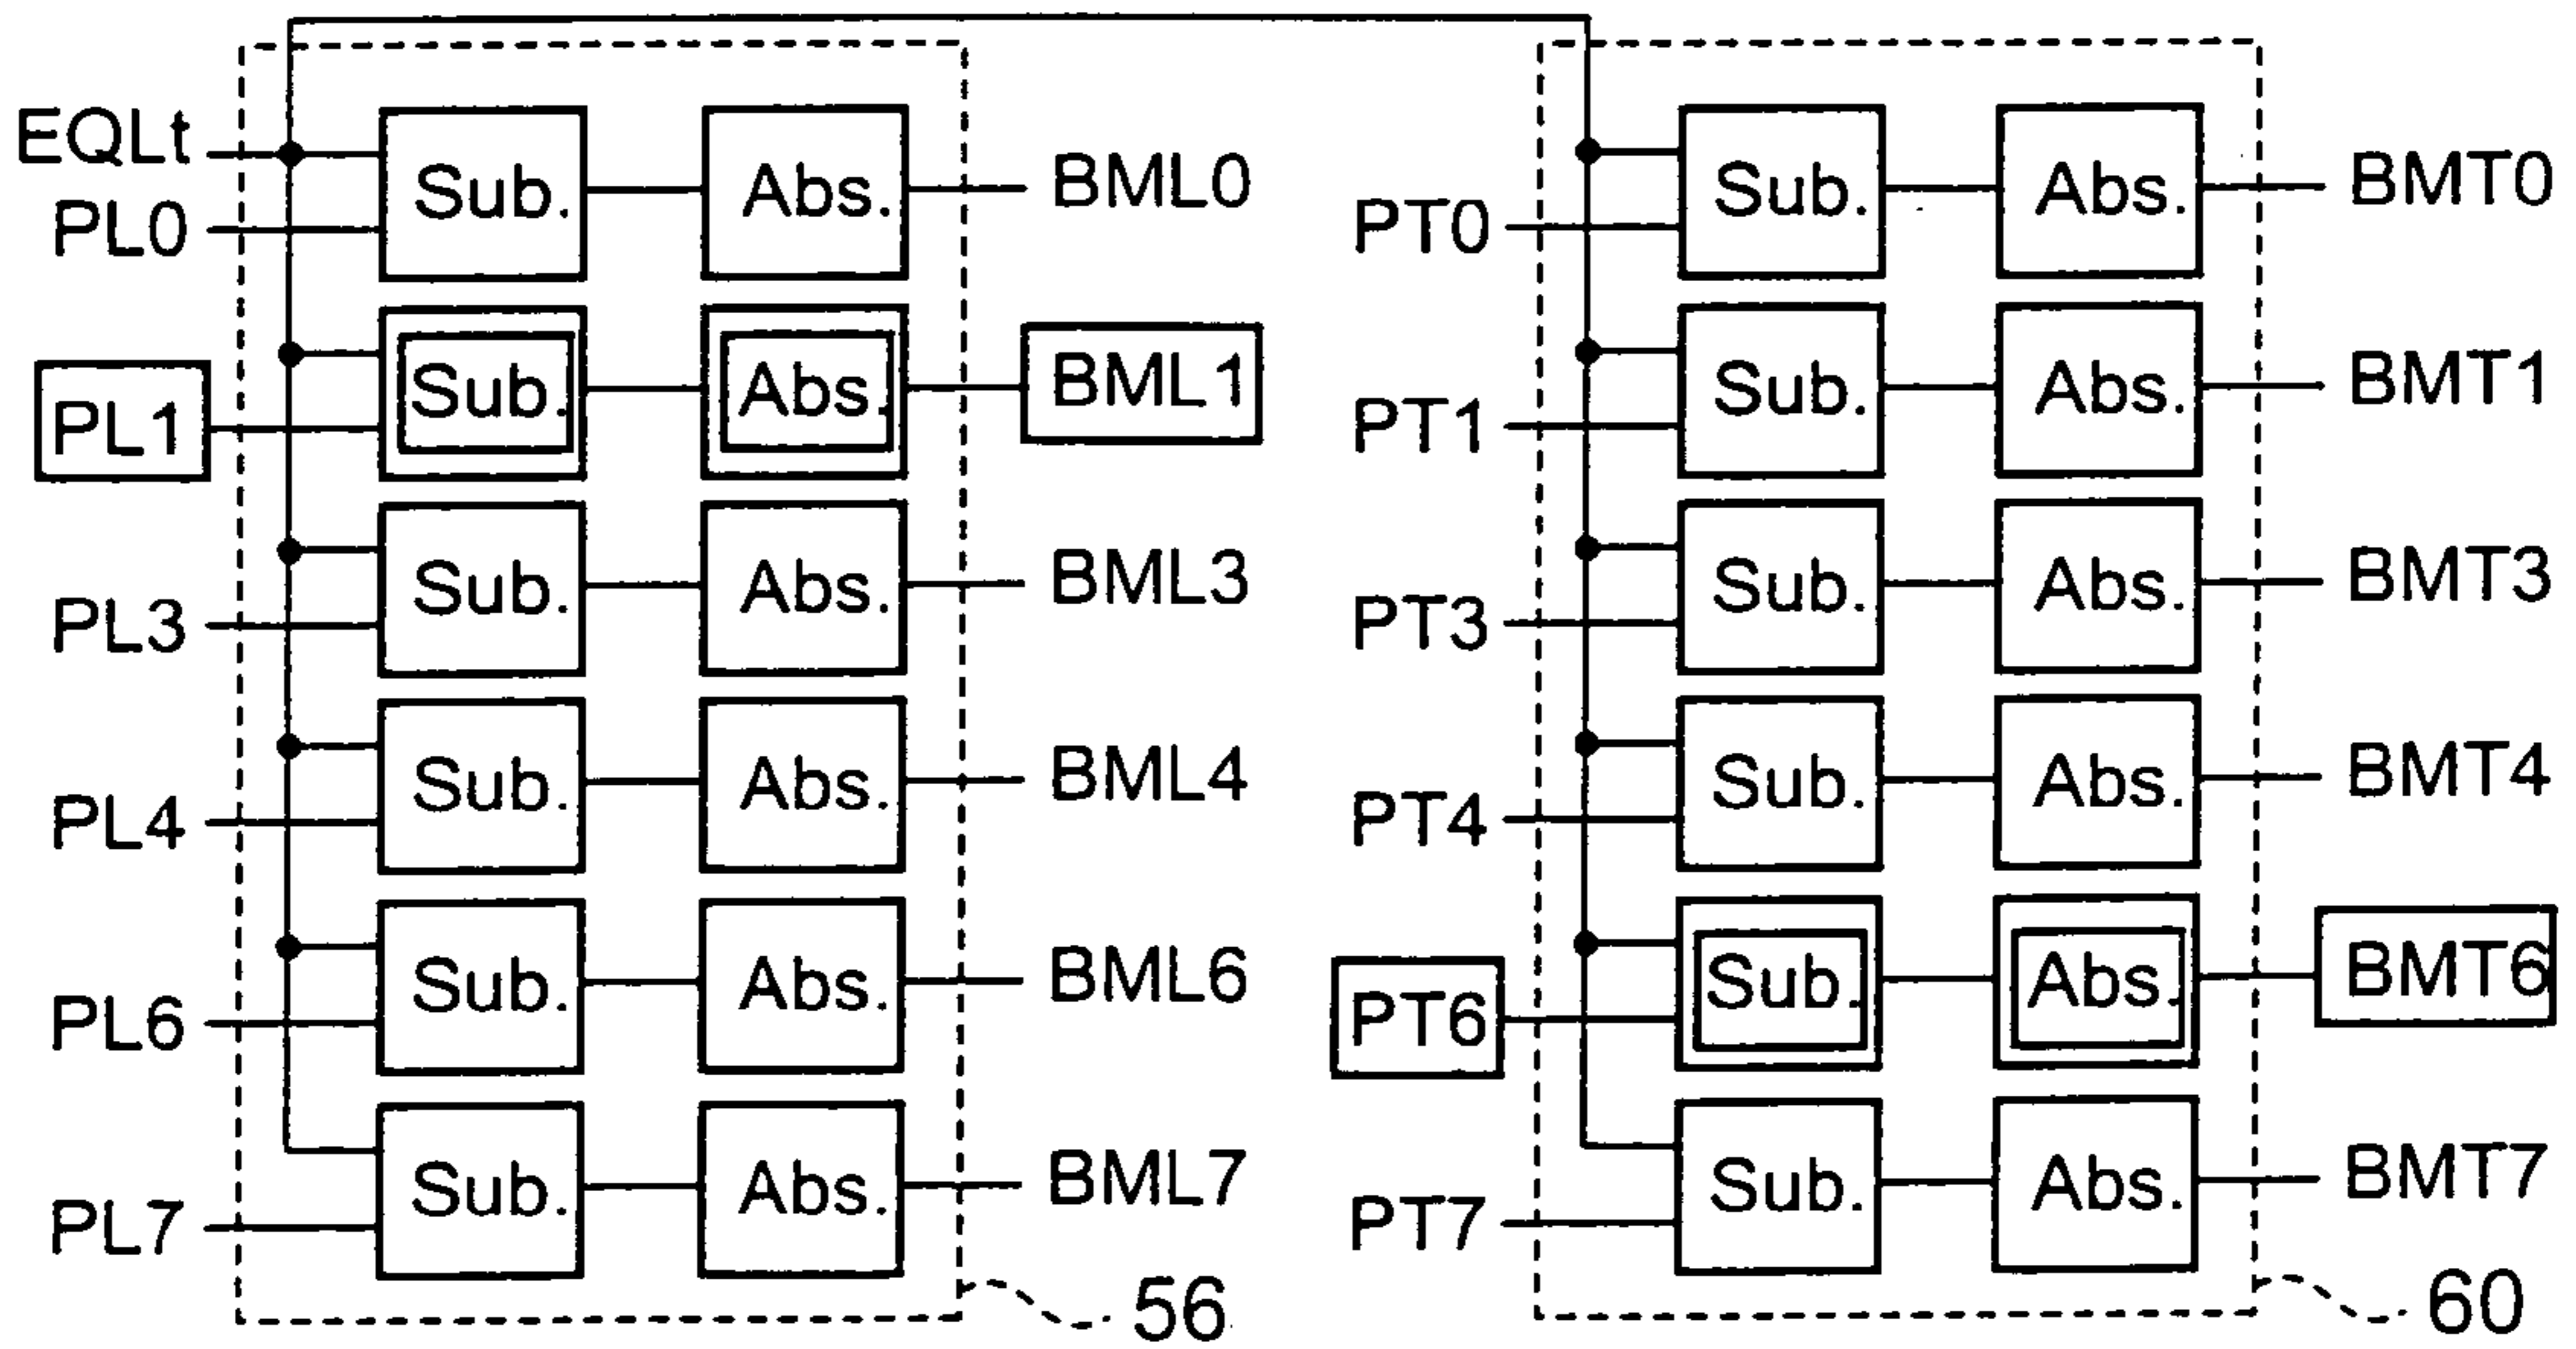 EQLt
PL0 Sub. Abs. BML0
PL1 Sub. Abs. BML1
PL3 Sub. Abs. BML3
PL4 Sub. Abs. BML4
PL6 Sub. Abs. BML6
PL7 Sub. Abs. BML7
56
PT0 Sub. Abs. BMT0
PT1 Sub. Abs. BMT1
PT3 Sub. Abs. BMT3
PT4 Sub. Abs. BMT4
PT6 Sub. Abs. BMT6
PT7 Sub. Abs. BMT7
60